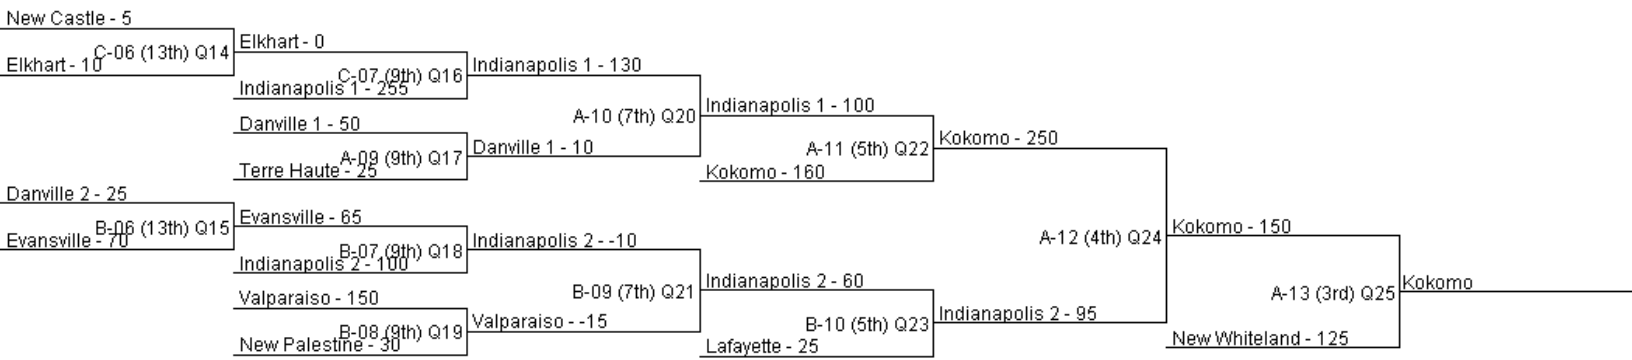 New Castle - 5
C-06 (13th) Q14
Elkhart - 10
Elkhart - 0
C-07 (9th) Q16
Indianapolis 1 - 255
Indianapolis 1 - 130
Danville 1 - 50
A-09 (9th) Q17
Terre Haute - 25
Danville 1 - 10
A-10 (7th) Q20
Indianapolis 1 - 100
A-11 (5th) Q22
Kokomo - 160
Kokomo - 250
Danville 2 - 25
B-06 (13th) Q15
Evansville - 70
Evansville - 65
B-07 (9th) Q18
Indianapolis 2 - 100
Indianapolis 2 - -10
Valparaiso - 150
B-08 (9th) Q19
New Palestine - 30
Valparaiso - -15
B-09 (7th) Q21
Indianapolis 2 - 60
B-10 (5th) Q23
Lafayette - 25
Indianapolis 2 - 95
A-12 (4th) Q24
Kokomo - 150
A-13 (3rd) Q25
New Whiteland - 125
Kokomo